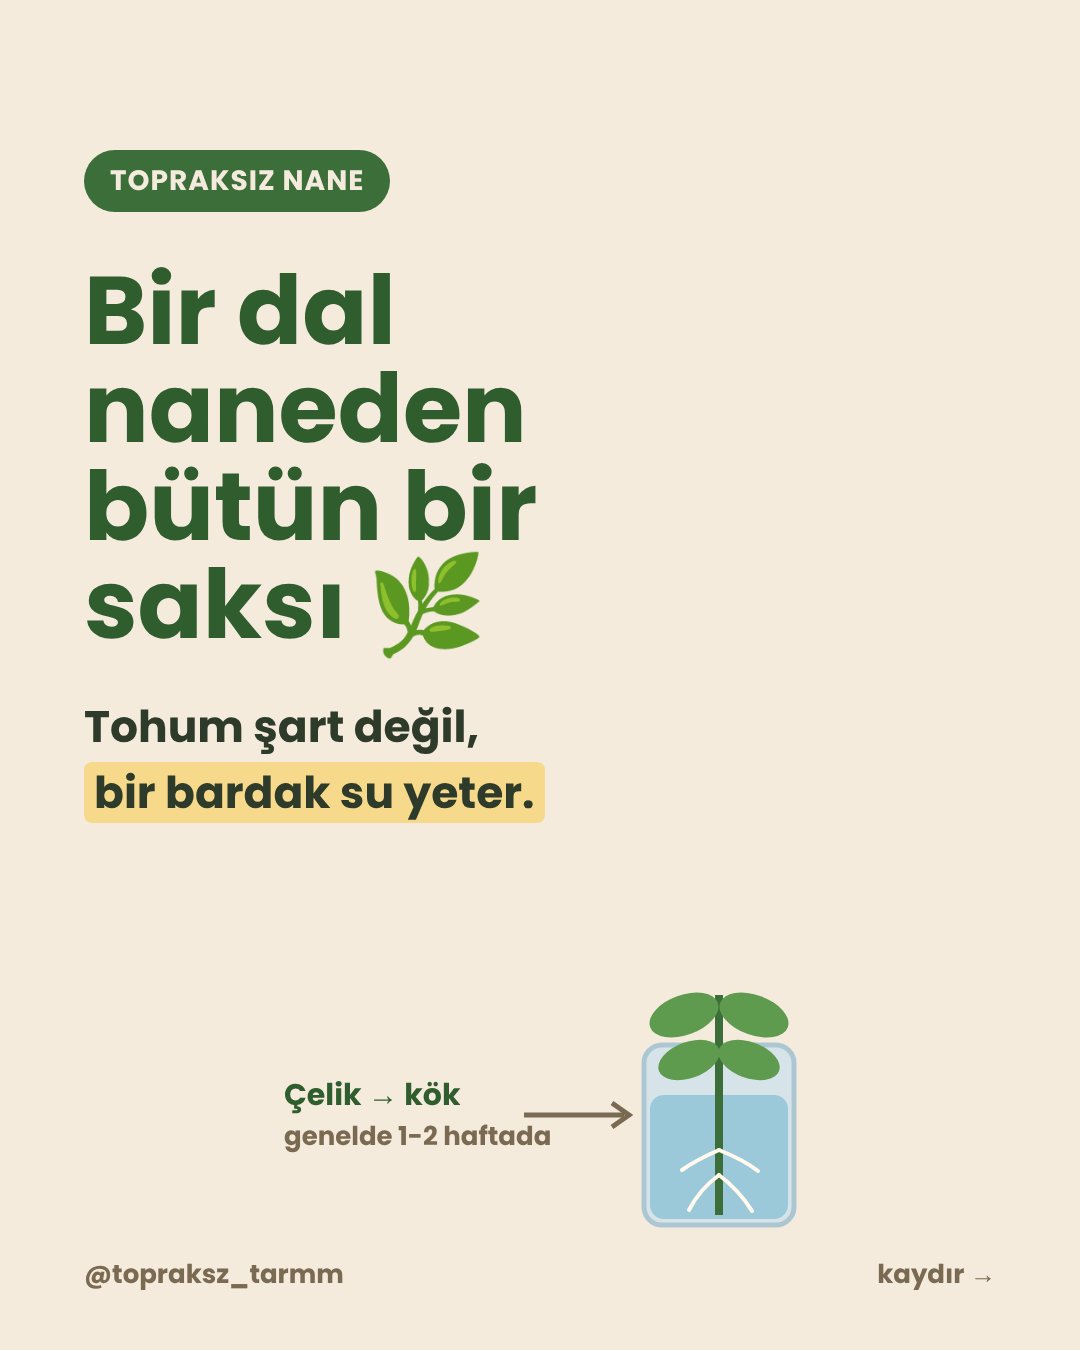 TOPRAKSIZ NANE
Bir dal
naneden
bütün bir
saksı 🌿
Tohum şart değil,
bir bardak su yeter.
Çelik → kök
genelde 1-2 haftada
@topraksz_tarmm
kaydır →